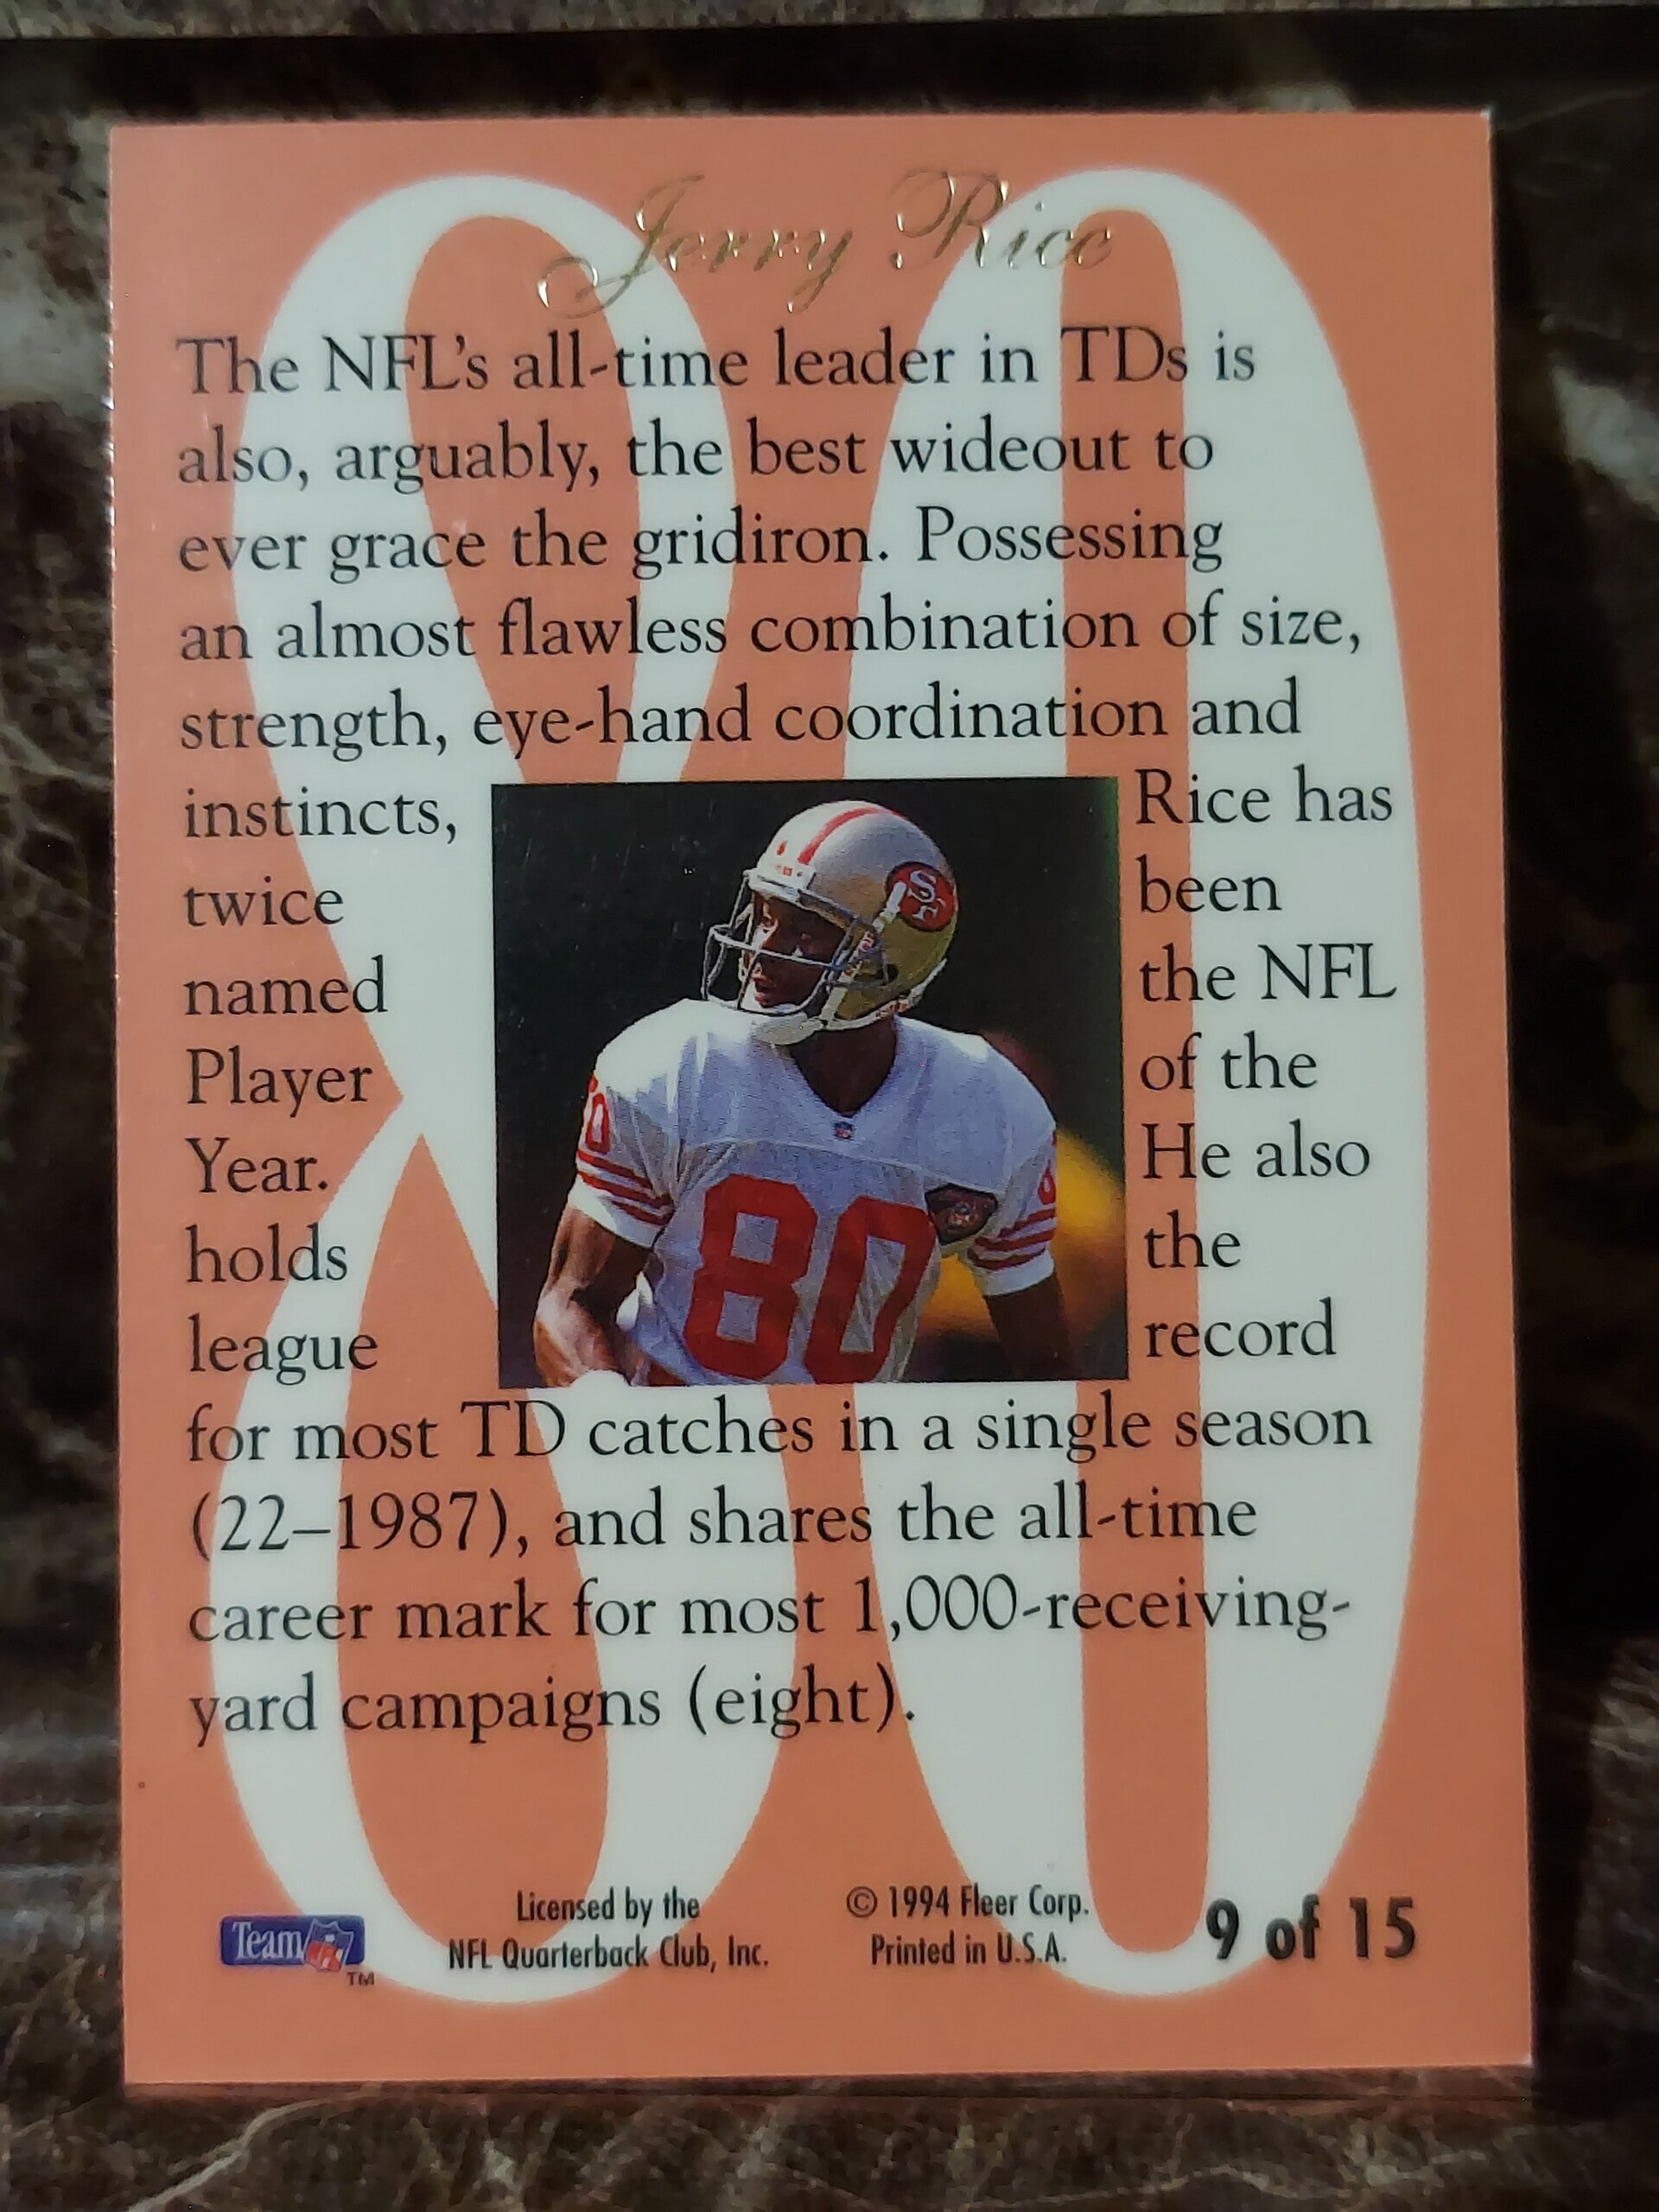 Jerry Rice
The NFL's all-time leader in TDs is
also, arguably, the best wideout to
ever grace the gridiron. Possessing
an almost flawless combination of size,
strength, eye-hand coordination and
instincts, Rice has
twice been
named the NFL
Player of the
Year. He also
holds the
league record
for most TD catches in a single season
(22–1987), and shares the all-time
career mark for most 1,000-receiving-
yard campaigns (eight).
SF
80
80
Team NFL ™
Licensed by the
NFL Quarterback Club, Inc.
© 1994 Fleer Corp.
Printed in U.S.A.
9 of 15